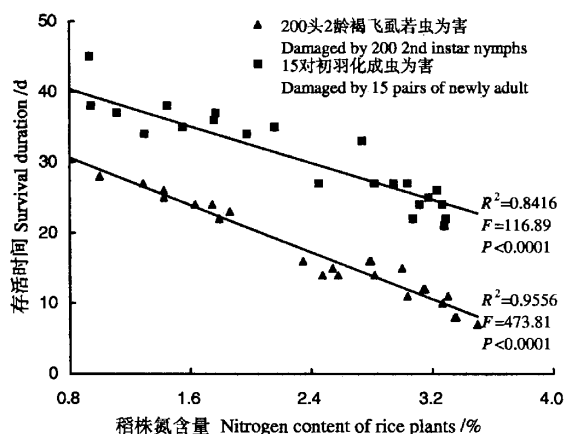 200头2龄褐飞虱若虫为害
Damaged by 200 2nd instar nymphs
15对初羽化成虫为害
Damaged by 15 pairs of newly adult
存活时间 Survival duration /d
50
40
30
20
10
0
R²=0.8416
F=116.89
P<0.0001
R²=0.9556
F=473.81
P<0.0001
0.8 1.6 2.4 3.2 4.0
稻株氮含量 Nitrogen content of rice plants /%